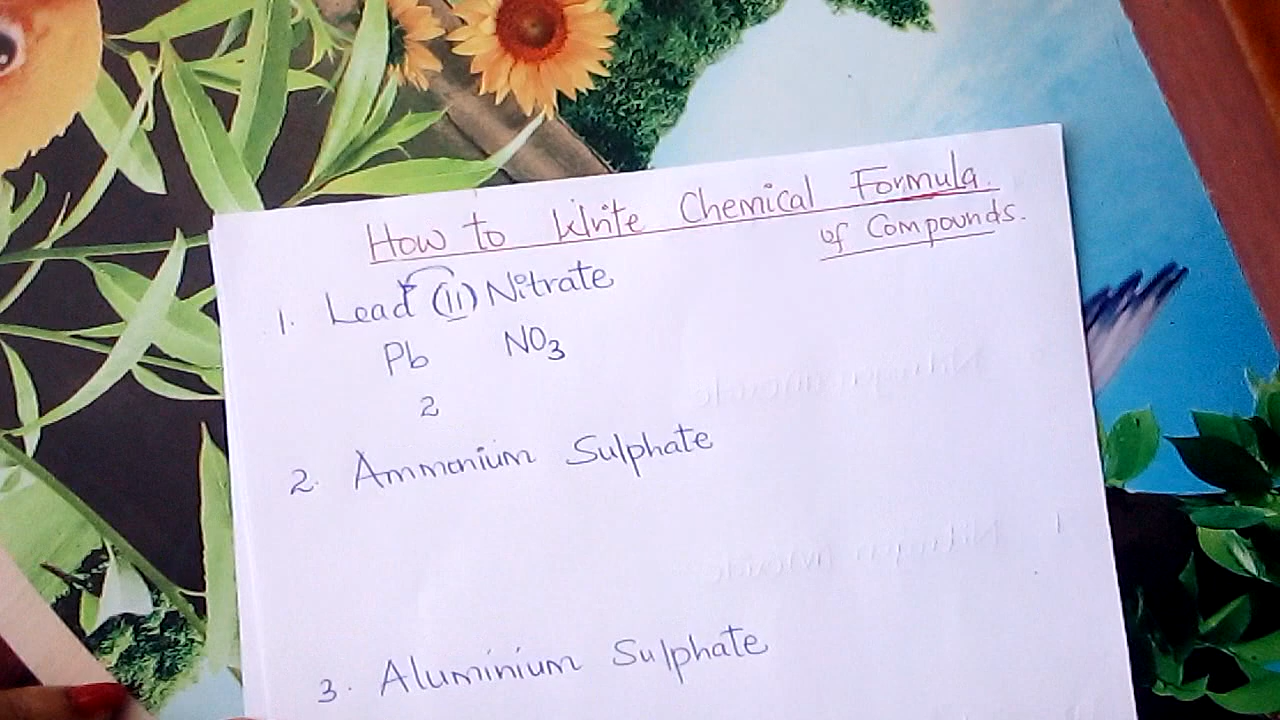 How to Write Chemical Formula.
of Compounds.
1. Lead (II) Nitrate
Pb NO3
2
2. Ammonium Sulphate
3. Aluminium Sulphate